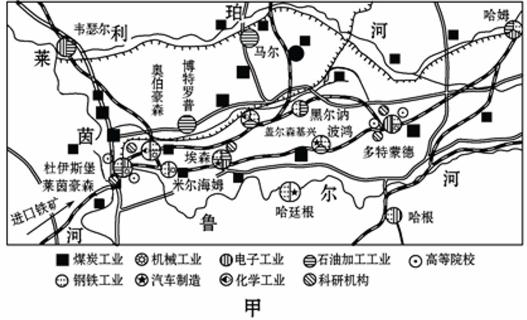 韦瑟尔
利
珀
河
哈姆
莱
马尔
奥伯豪森
博特罗普
黑尔讷
盖尔森基兴
波鸿
多特蒙德
茵
杜伊斯堡
莱茵豪森
埃森
米尔海姆
尔
河
进口铁矿
河
鲁
哈廷根
哈根
煤炭工业 机械工业 电子工业 石油加工工业 高等院校
钢铁工业 汽车制造 化学工业 科研机构
甲